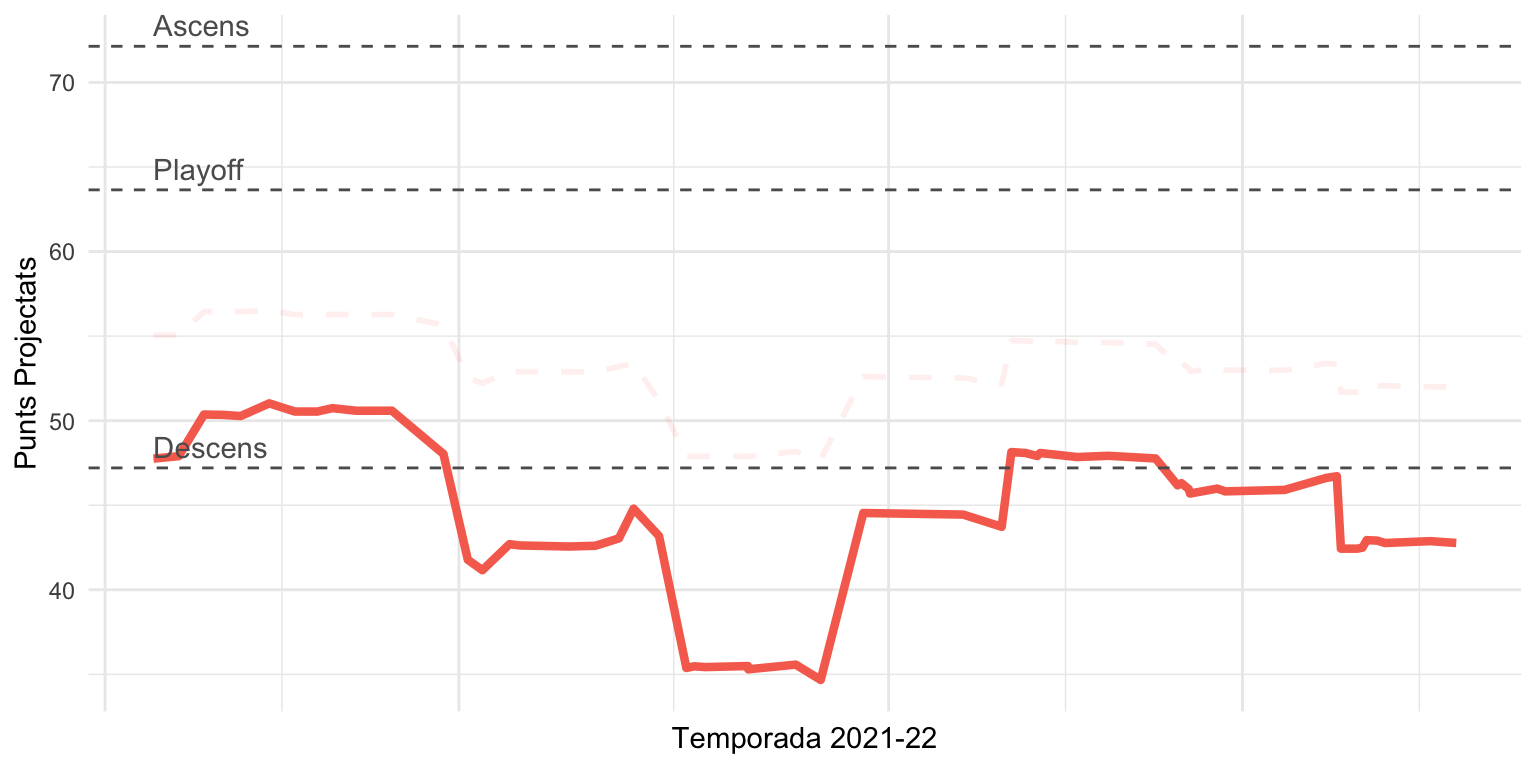 Ascens
70
Playoff
60
50
Descens
40
Punts Projectats
Temporada 2021-22